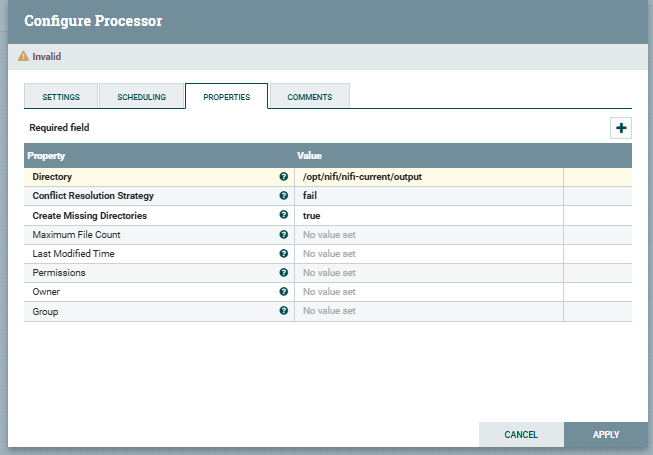 Configure Processor
Invalid
SETTINGS SCHEDULING PROPERTIES COMMENTS
Required field
Property Value
Directory /opt/nifi/nifi-current/output
Conflict Resolution Strategy fail
Create Missing Directories true
Maximum File Count No value set
Last Modified Time No value set
Permissions No value set
Owner No value set
Group No value set
CANCEL APPLY